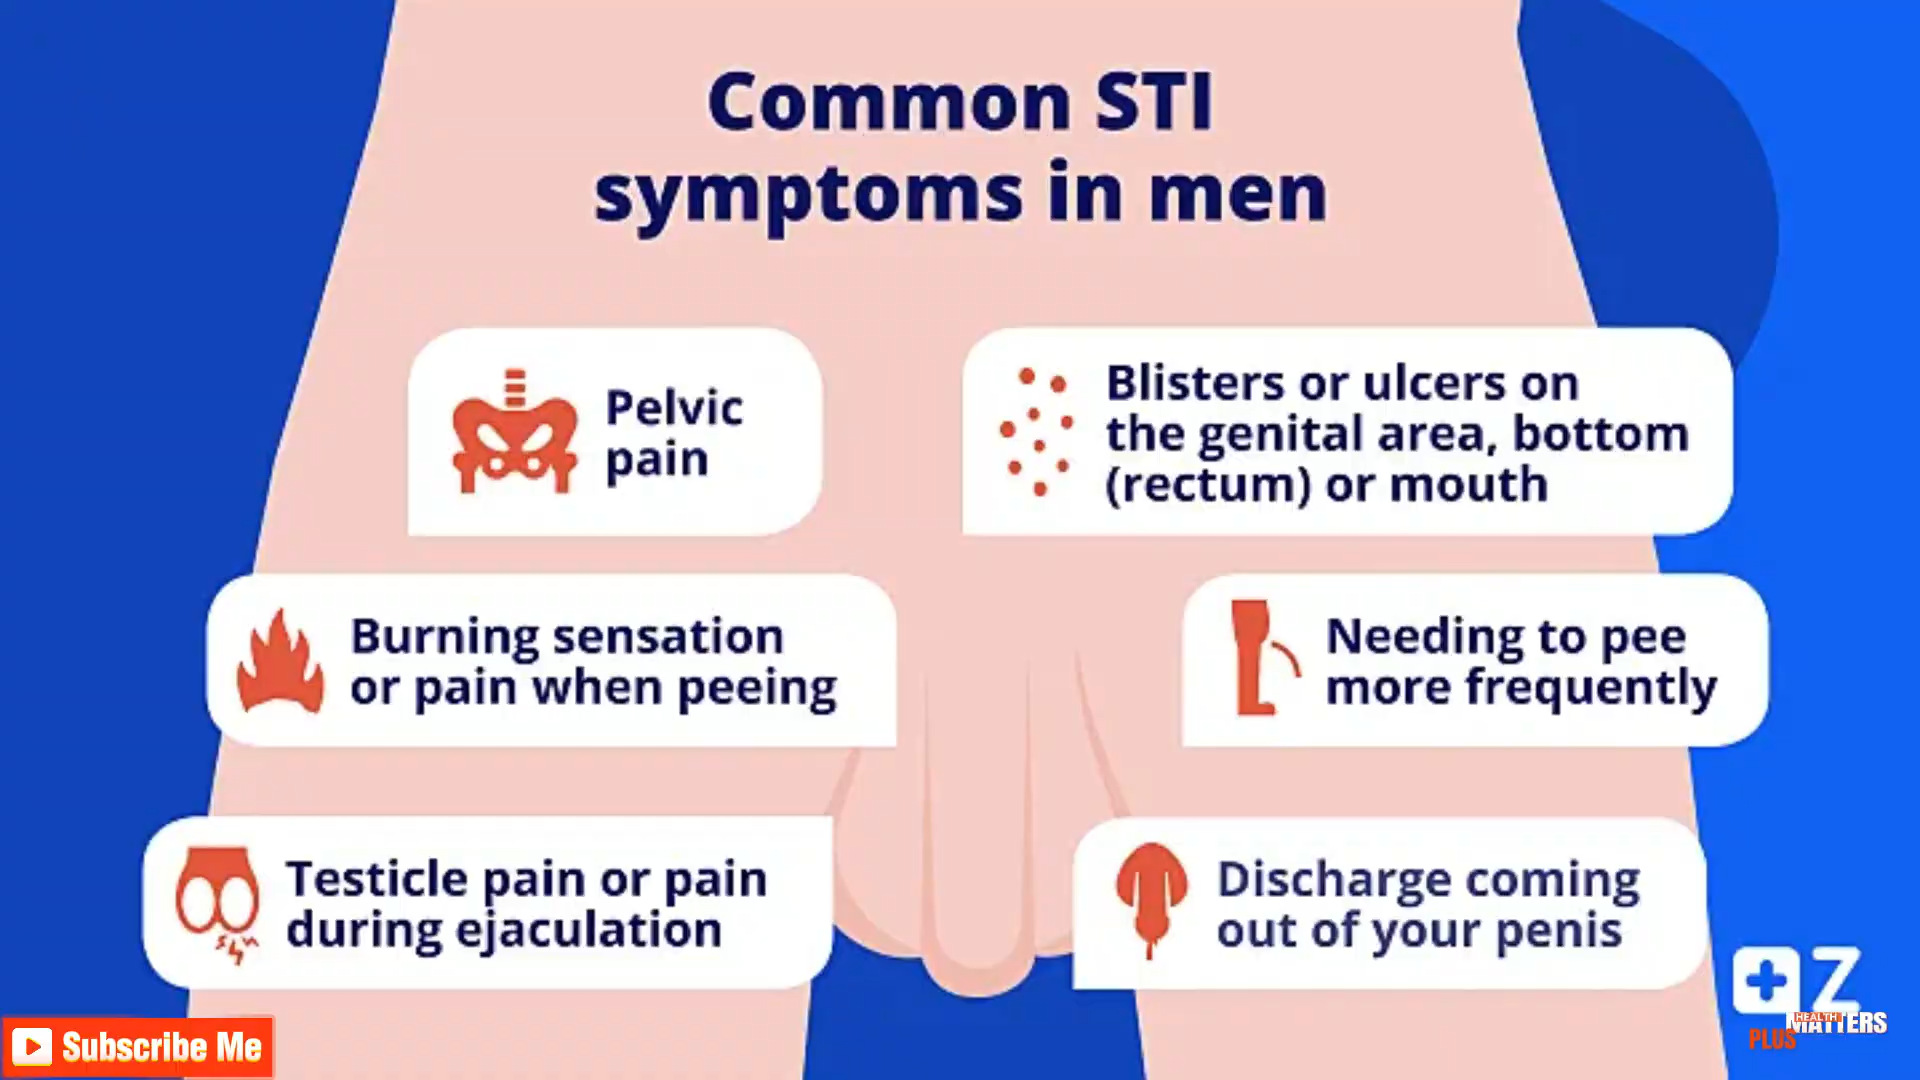 Common STI
symptoms in men
Pelvic
pain
Blisters or ulcers on
the genital area, bottom
(rectum) or mouth
Burning sensation
or pain when peeing
Needing to pee
more frequently
Testicle pain or pain
during ejaculation
Discharge coming
out of your penis
Z
HEALTH
MATTERS
PLUS
Subscribe Me